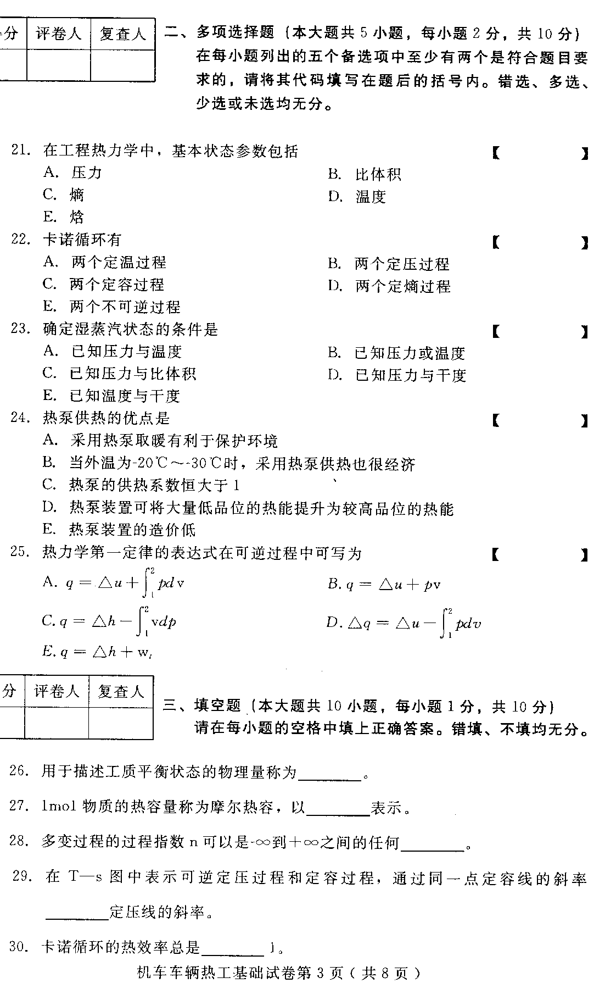 分 评卷人 复查人
二、多项选择题（本大题共 5 小题，每小题 2 分，共 10 分）
在每小题列出的五个备选项中至少有两个是符合题目要
求的，请将其代码填写在题后的括号内。错选、多选、
少选或未选均无分。
21. 在工程热力学中，基本状态参数包括 【 】
A. 压力 B. 比体积
C. 熵 D. 温度
E. 焓
22. 卡诺循环有 【 】
A. 两个定温过程 B. 两个定压过程
C. 两个定容过程 D. 两个定熵过程
E. 两个不可逆过程
23. 确定湿蒸汽状态的条件是 【 】
A. 已知压力与温度 B. 已知压力或温度
C. 已知压力与比体积 D. 已知压力与干度
E. 已知温度与干度
24. 热泵供热的优点是 【 】
A. 采用热泵取暖有利于保护环境
B. 当外温为-20℃～-30℃时，采用热泵供热也很经济
C. 热泵的供热系数恒大于 1
D. 热泵装置可将大量低品位的热能提升为较高品位的热能
E. 热泵装置的造价低
25. 热力学第一定律的表达式在可逆过程中可写为 【 】
A. q = △u + ∫₁² pdv B. q = △u + pv
C. q = △h − ∫₁² vdp D. △q = △u − ∫₁² pdv
E. q = △h + wₜ
分 评卷人 复查人
三、填空题（本大题共 10 小题，每小题 1 分，共 10 分）
请在每小题的空格中填上正确答案。错填、不填均无分。
26. 用于描述工质平衡状态的物理量称为________。
27. 1mol 物质的热容量称为摩尔热容，以________表示。
28. 多变过程的过程指数 n 可以是-∞到＋∞之间的任何________。
29. 在 T—s 图中表示可逆定压过程和定容过程，通过同一点定容线的斜率
________定压线的斜率。
30. 卡诺循环的热效率总是________ 1。
机车车辆热工基础试卷第 3 页（共 8 页）